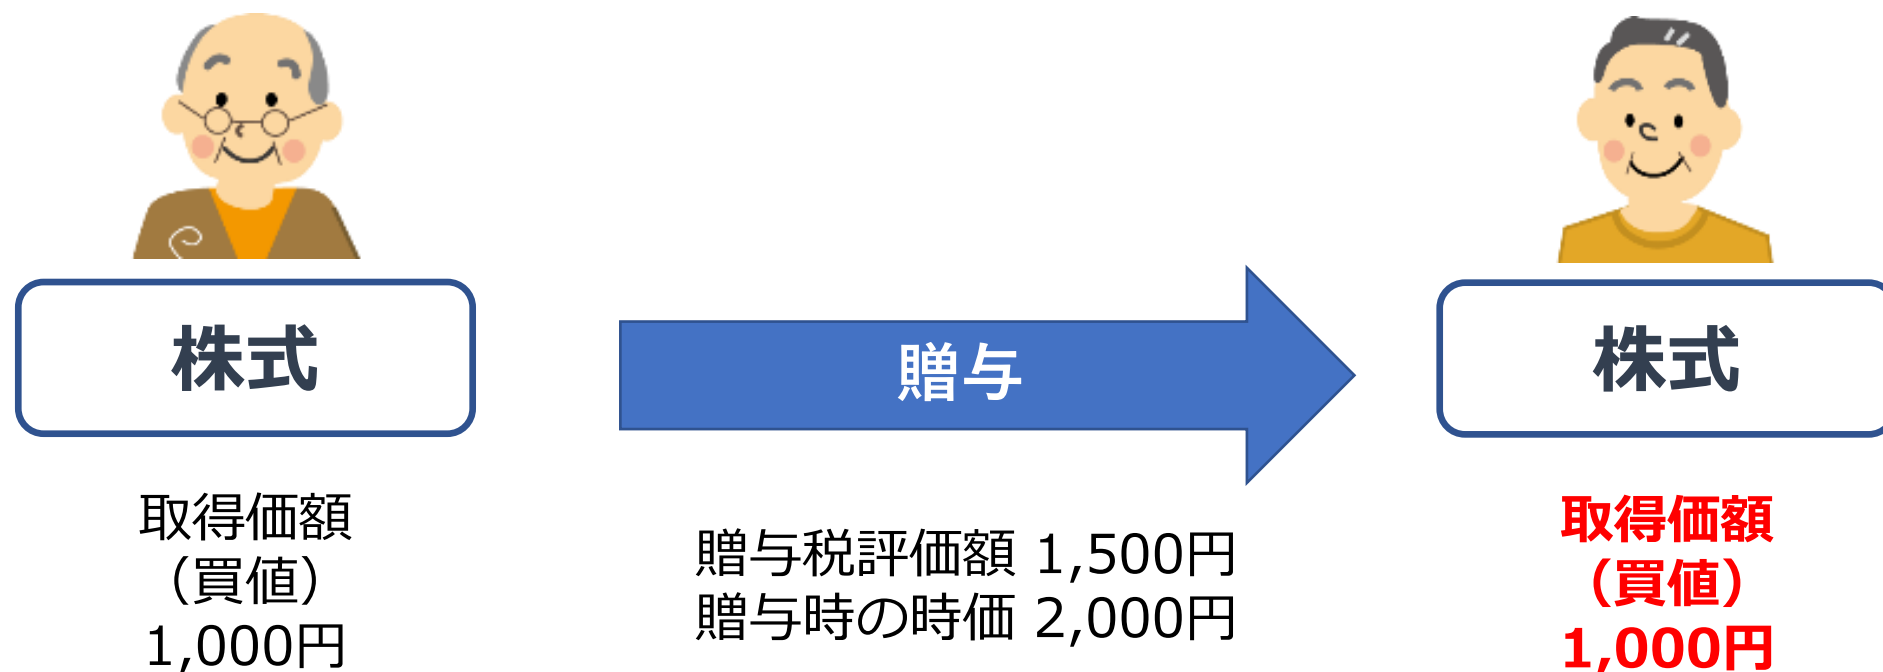 株式
取得価額
（買値）
1,000円
贈与
贈与税評価額 1,500円
贈与時の時価 2,000円
株式
取得価額
（買値）
1,000円